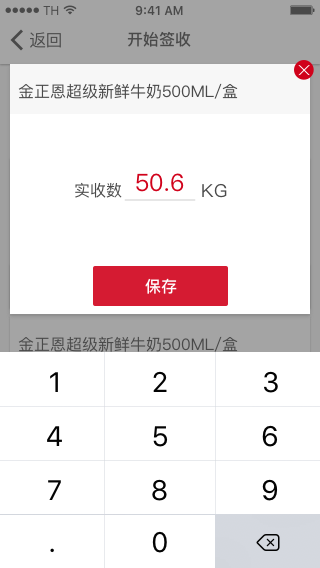 TH 9:41 AM
返回 开始签收
金正恩超级新鲜牛奶500ML/盒
实收数 50.6 KG
保存
金正恩超级新鲜牛奶500ML/盒
1 2 3
4 5 6
7 8 9
. 0